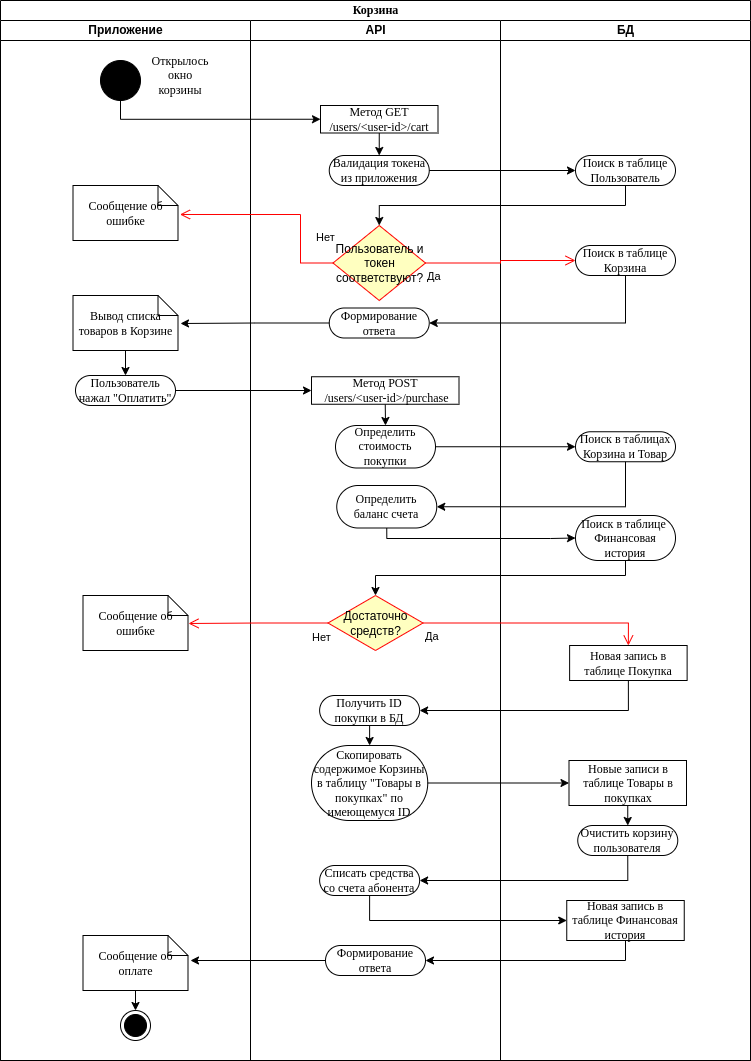 Корзина
Приложение
API
БД
Открылось
окно
корзины
Метод GET
/users/<user-id>/cart
Валидация токена
из приложения
Поиск в таблице
Пользователь
Сообщение об
ошибке
Нет
Пользователь и
токен
соответствуют?
Да
Поиск в таблице
Корзина
Вывод списка
товаров в Корзине
Формирование
ответа
Пользователь
нажал "Оплатить"
Метод POST
/users/<user-id>/purchase
Определить
стоимость
покупки
Поиск в таблицах
Корзина и Товар
Определить
баланс счета
Поиск в таблице
Финансовая
история
Сообщение об
ошибке
Нет
Достаточно
средств?
Да
Новая запись в
таблице Покупка
Получить ID
покупки в БД
Скопировать
содержимое Корзины
в таблицу "Товары в
покупках" по
имеющемуся ID
Новые записи в
таблице Товары в
покупках
Очистить корзину
пользователя
Списать средства
со счета абонента
Новая запись в
таблице Финансовая
история
Сообщение об
оплате
Формирование
ответа